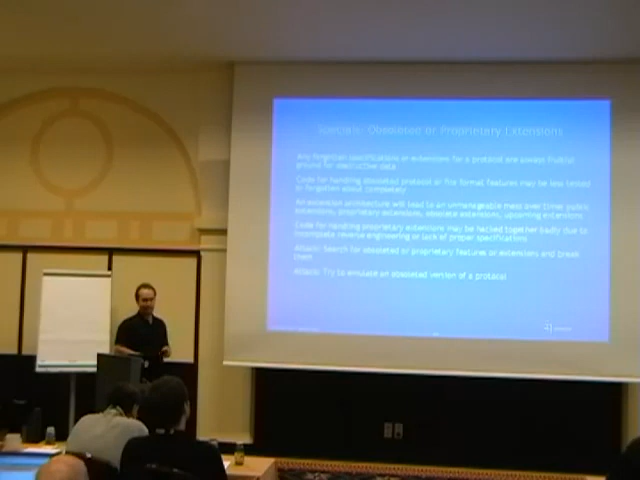 Specials: Obsoleted or Proprietary Extensions
Any forgotten specifications or extensions for a protocol are always fruitful
ground for destructive data
Code for handling obsoleted protocol or file format features may be less tested
or forgotten about completely
An extension architecture will lead to an unmanageable mess over time: public
extensions, proprietary extensions, obsolete extensions, upcoming extensions
Code for handling proprietary extensions may be hacked together badly due to
incomplete reverse engineering or lack of proper specifications
Attack: Search for obsoleted or proprietary features or extensions and break
them
Attack: Try to emulate an obsoleted version of a protocol